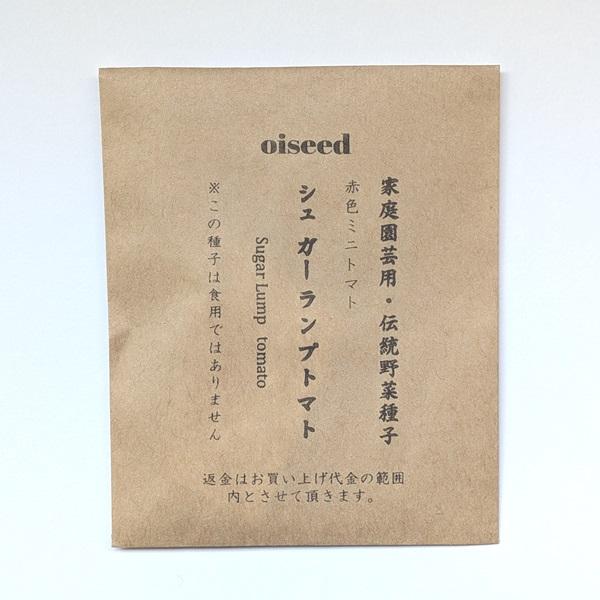 oiseed
家庭園芸用・伝統野菜種子
赤色ミニトマト
シュガーランプトマト
Sugar Lump tomato
※この種子は食用ではありません
返金はお買い上げ代金の範囲
内とさせて頂きます。